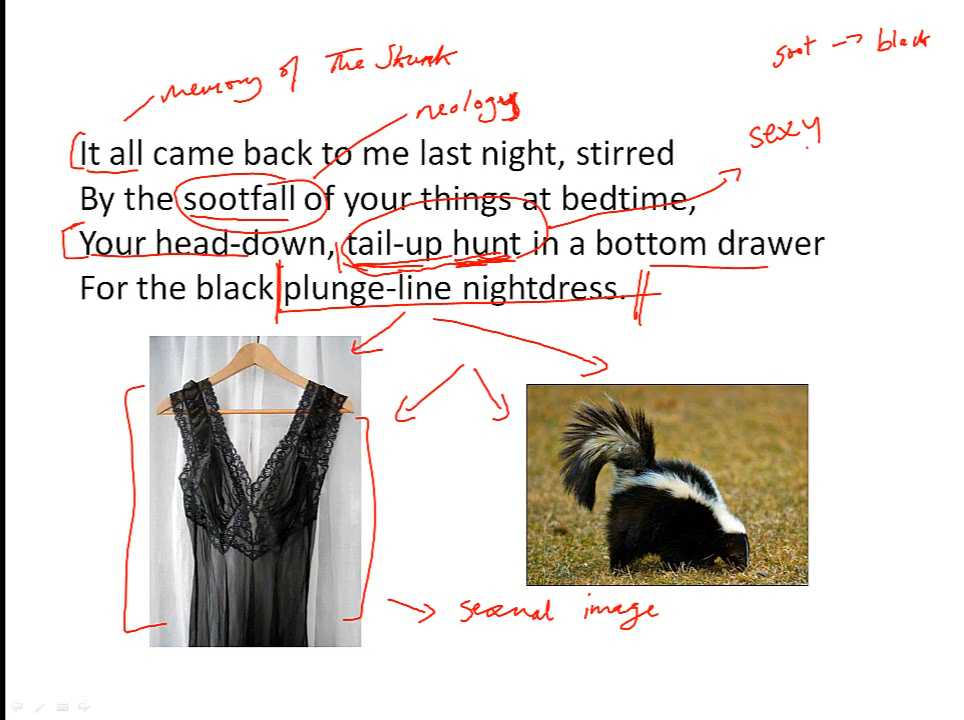 soot → black
memory of The Skunk
neology
sexy
It all came back to me last night, stirred
By the sootfall of your things at bedtime,
Your head-down, tail-up hunt in a bottom drawer
For the black plunge-line nightdress.
sexual image